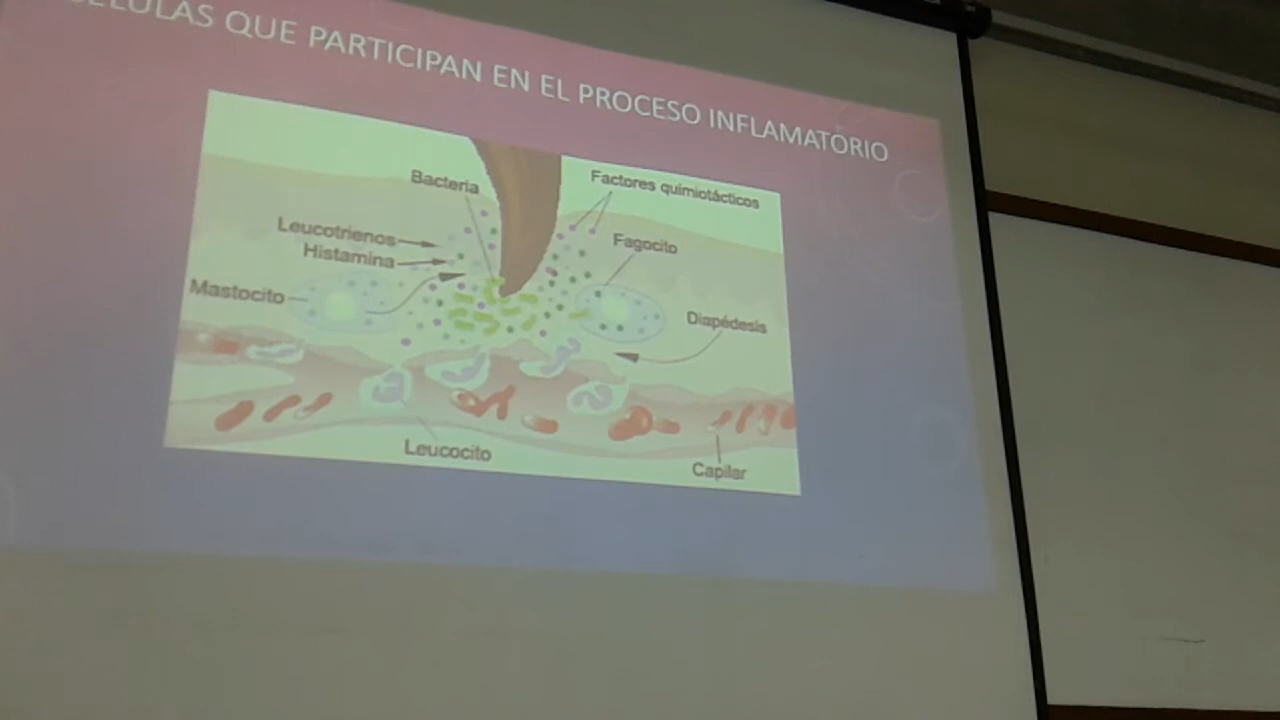 CÉLULAS QUE PARTICIPAN EN EL PROCESO INFLAMATORIO
Bacteria
Factores quimiotácticos
Leucotrienos
Histamina
Fagocito
Mastocito
Diapédesis
Leucocito
Capilar